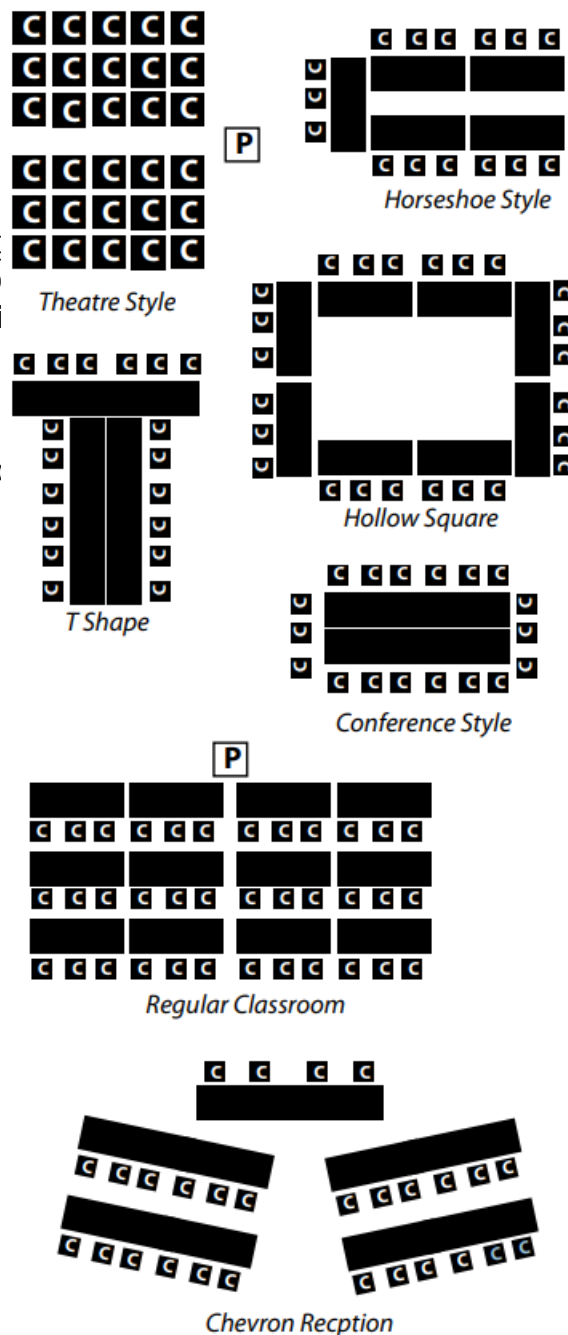 C C C C C
C C C C C
C C C C C
P
C C C C C
C C C C C
C C C C C
Theatre Style
C C C C C C
C
C
C
C C C C C C
Horseshoe Style
C C C C C C
C C
C C
C C
C C
C C
C C
C C C C C C
Hollow Square
C C C C C C
C C
C C
C C
C C
C C
C C
T Shape
C C C C C C
C C
C C
C C
C C C C C C
Conference Style
P
C C C C C C C C C C C C
C C C C C C C C C C C C
C C C C C C C C C C C C
Regular Classroom
C C C C
C C C C C C C C C C C C
C C C C C C C C C C C C
Chevron Recption